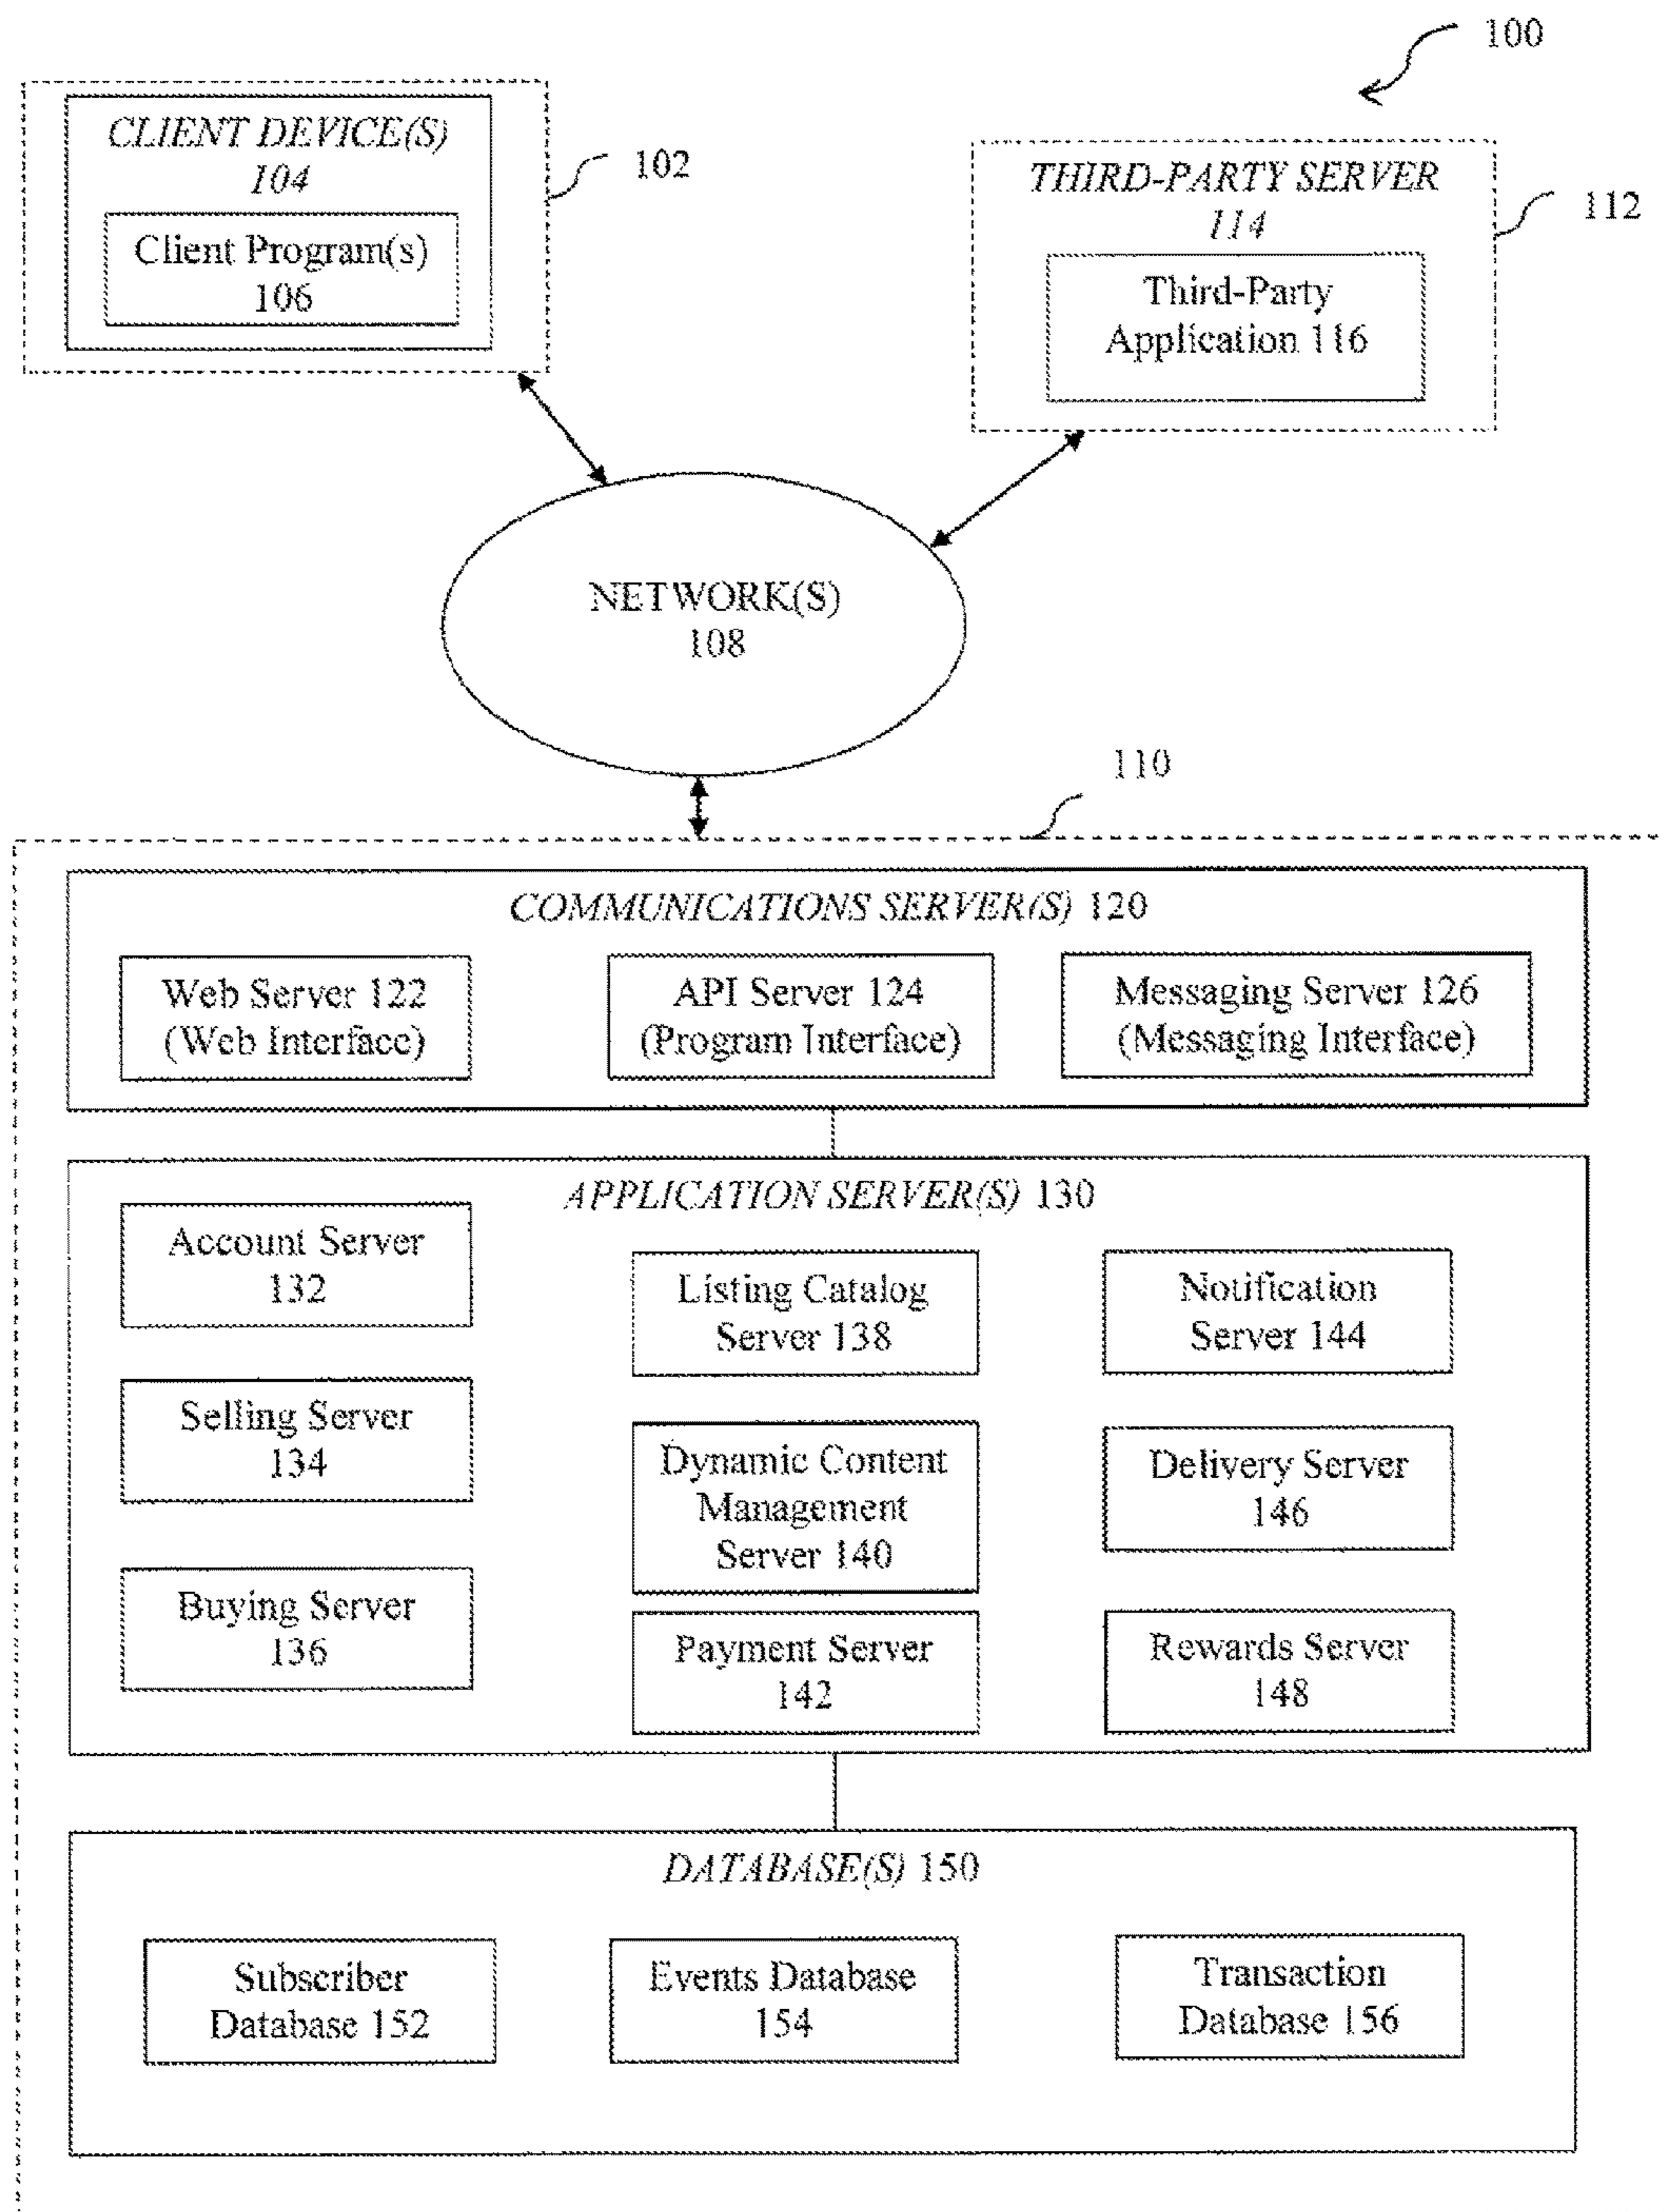 100
CLIENT DEVICE(S)
104
Client Program(s)
106
102
THIRD-PARTY SERVER
114
Third-Party
Application 116
112
NETWORK(S)
108
110
COMMUNICATIONS SERVER(S) 120
Web Server 122
(Web Interface)
API Server 124
(Program Interface)
Messaging Server 126
(Messaging Interface)
APPLICATION SERVER(S) 130
Account Server
132
Selling Server
134
Buying Server
136
Listing Catalog
Server 138
Dynamic Content
Management
Server 140
Payment Server
142
Notification
Server 144
Delivery Server
146
Rewards Server
148
DATABASE(S) 150
Subscriber
Database 152
Events Database
154
Transaction
Database 156